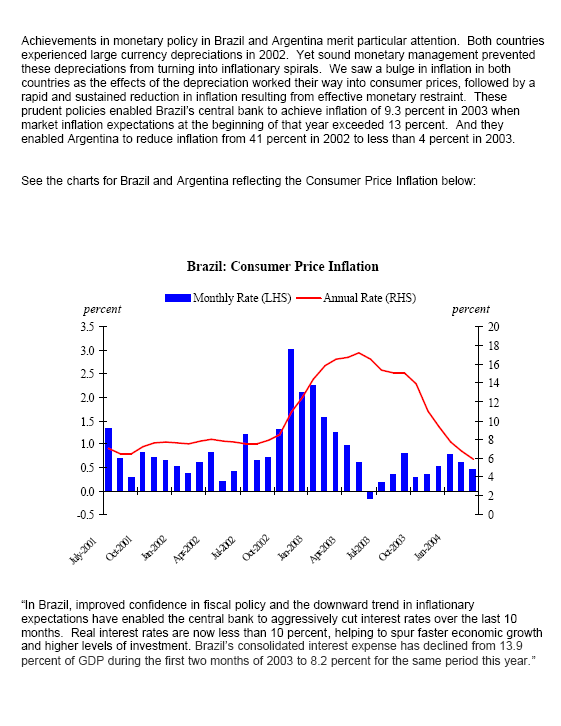 Achievements in monetary policy in Brazil and Argentina merit particular attention.  Both countries
experienced large currency depreciations in 2002.  Yet sound monetary management prevented
these depreciations from turning into inflationary spirals.  We saw a bulge in inflation in both
countries as the effects of the depreciation worked their way into consumer prices, followed by a
rapid and sustained reduction in inflation resulting from effective monetary restraint.  These
prudent policies enabled Brazil's central bank to achieve inflation of 9.3 percent in 2003 when
market inflation expectations at the beginning of that year exceeded 13 percent.  And they
enabled Argentina to reduce inflation from 41 percent in 2002 to less than 4 percent in 2003.
See the charts for Brazil and Argentina reflecting the Consumer Price Inflation below:
Brazil: Consumer Price Inflation
Monthly Rate (LHS) Annual Rate (RHS)
percent percent
3.5 20
3.0 18
2.5 16
2.0 14
1.5 12
1.0 10
0.5 8
0.0 6
-0.5 4
2
0
July-2001 Oct-2001 Jan-2002 Apr-2002 Jul-2002 Oct-2002 Jan-2003 Apr-2003 Jul-2003 Oct-2003 Jan-2004
“In Brazil, improved confidence in fiscal policy and the downward trend in inflationary
expectations have enabled the central bank to aggressively cut interest rates over the last 10
months.  Real interest rates are now less than 10 percent, helping to spur faster economic growth
and higher levels of investment. Brazil's consolidated interest expense has declined from 13.9
percent of GDP during the first two months of 2003 to 8.2 percent for the same period this year.”